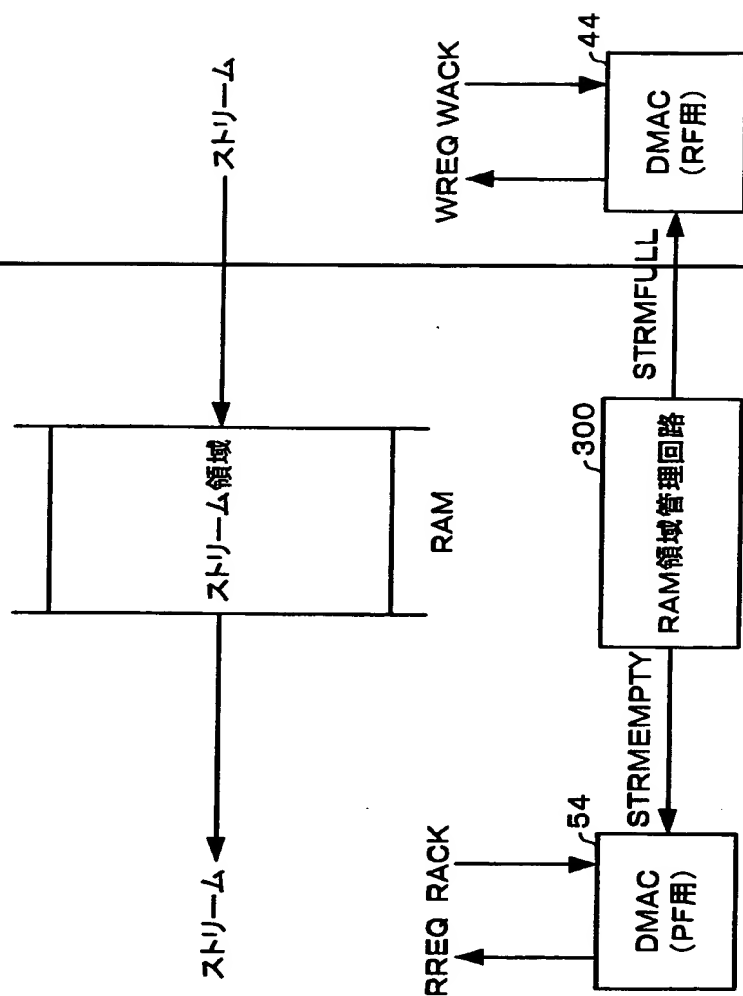 ストリーム
ストリーム領域
ストリーム
RAM
RREQ RACK
WREQ WACK
54
DMAC
(PF用)
STRMEMPTY
300
RAM領域管理回路
STRMFULL
44
DMAC
(RF用)